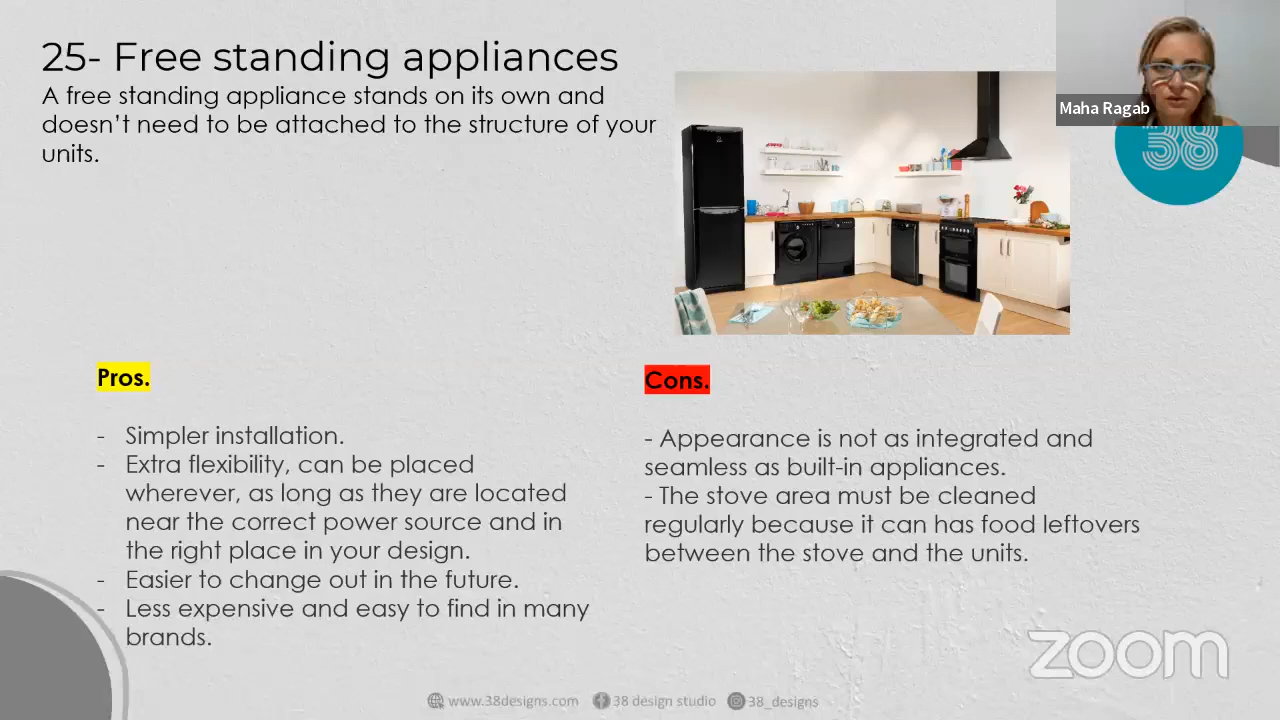 25- Free standing appliances
A free standing appliance stands on its own and
doesn't need to be attached to the structure of your
units.
Maha Ragab
38
Pros.
- Simpler installation.
- Extra flexibility, can be placed
wherever, as long as they are located
near the correct power source and in
the right place in your design.
- Easier to change out in the future.
- Less expensive and easy to find in many
brands.
Cons.
- Appearance is not as integrated and
seamless as built-in appliances.
- The stove area must be cleaned
regularly because it can has food leftovers
between the stove and the units.
zoom
www.38designs.com 38 design studio 38_designs